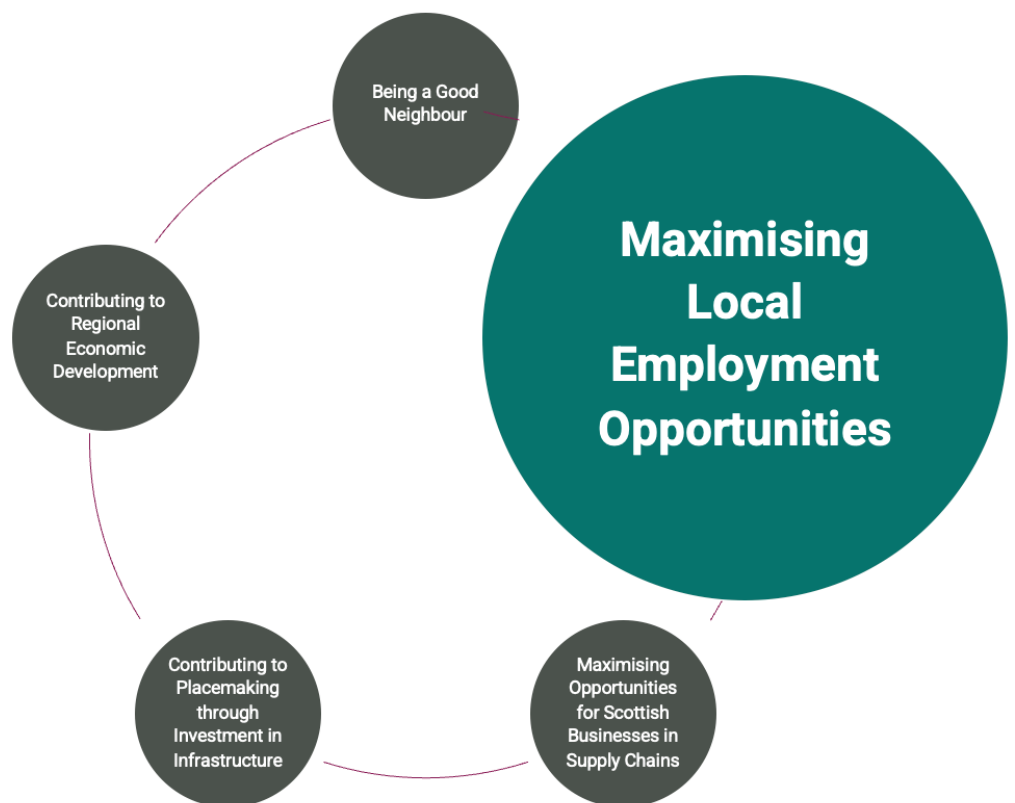 Being a Good
Neighbour
Maximising
Local
Employment
Opportunities
Contributing to
Regional
Economic
Development
Contributing to
Placemaking
through
Investment in
Infrastructure
Maximising
Opportunities
for Scottish
Businesses in
Supply Chains